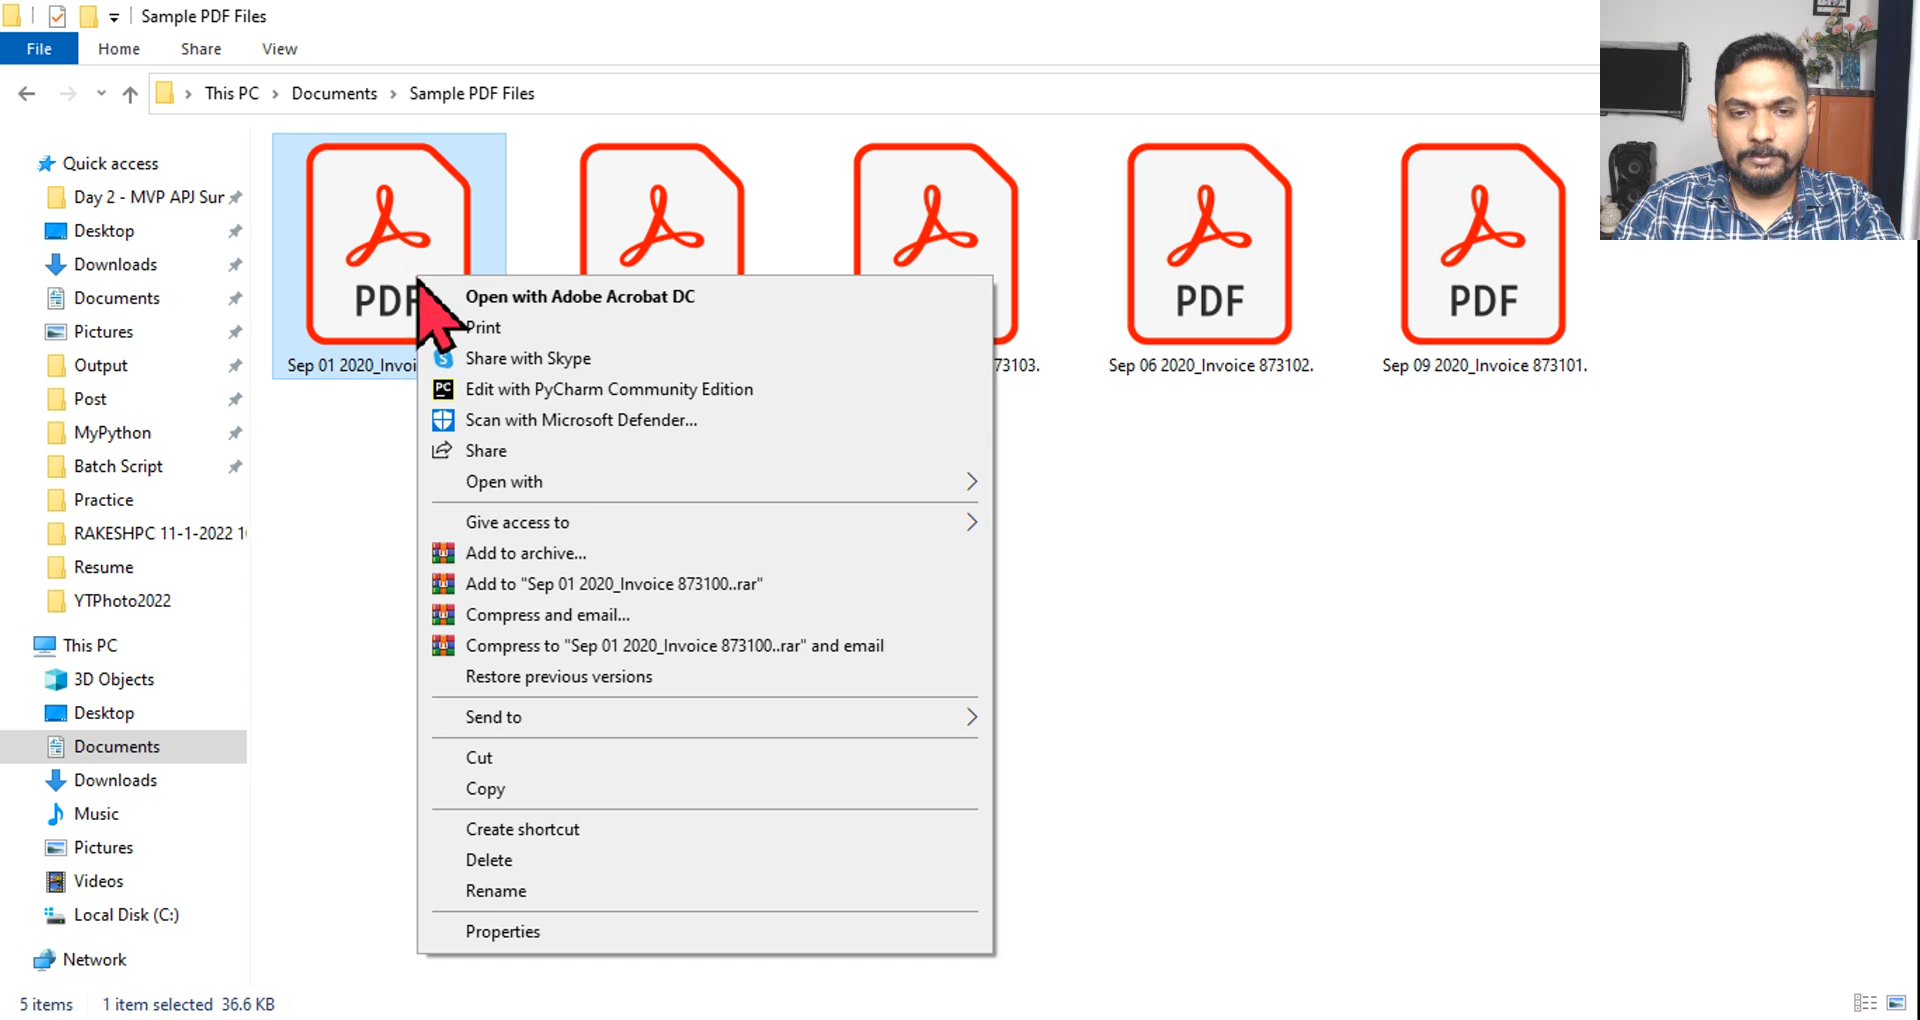 Sample PDF Files
File Home Share View
This PC Documents Sample PDF Files
Quick access
Day 2 - MVP APJ Sur
Desktop
Downloads
Documents
Pictures
Output
Post
MyPython
Batch Script
Practice
RAKESHPC 11-1-2022 1
Resume
YTPhoto2022
This PC
3D Objects
Desktop
Documents
Downloads
Music
Pictures
Videos
Local Disk (C:)
Network
PDF
Sep 01 2020_Invoi
73103.
PDF
Sep 06 2020_Invoice 873102.
PDF
Sep 09 2020_Invoice 873101.
Open with Adobe Acrobat DC
Print
Share with Skype
PC Edit with PyCharm Community Edition
Scan with Microsoft Defender...
Share
Open with
Give access to
Add to archive...
Add to "Sep 01 2020_Invoice 873100..rar"
Compress and email...
Compress to "Sep 01 2020_Invoice 873100..rar" and email
Restore previous versions
Send to
Cut
Copy
Create shortcut
Delete
Rename
Properties
5 items 1 item selected 36.6 KB